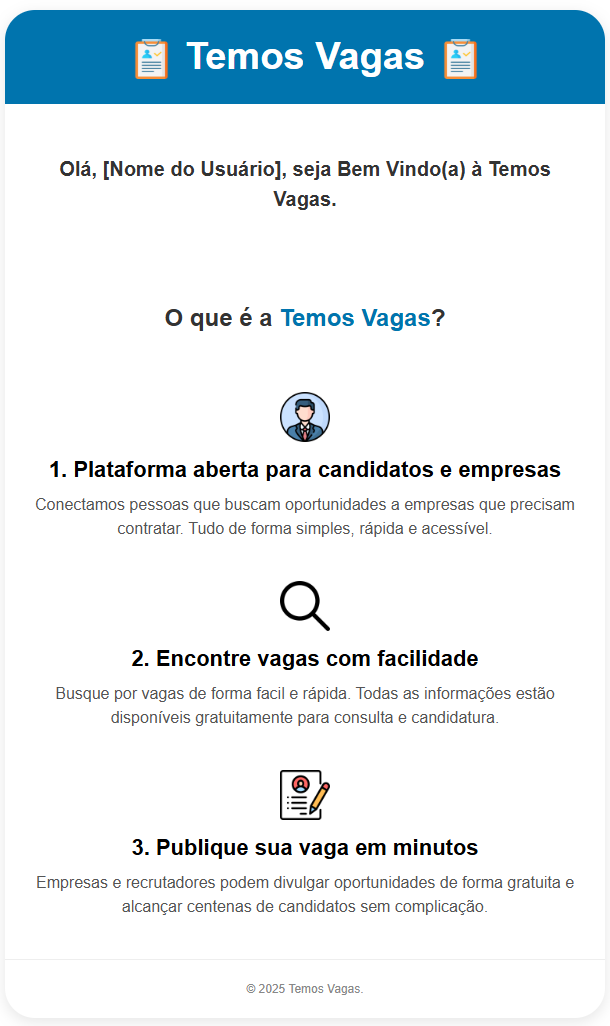 Temos Vagas
Olá, [Nome do Usuário], seja Bem Vindo(a) à Temos
Vagas.
O que é a Temos Vagas?
1. Plataforma aberta para candidatos e empresas
Conectamos pessoas que buscam oportunidades a empresas que precisam
contratar. Tudo de forma simples, rápida e acessível.
2. Encontre vagas com facilidade
Busque por vagas de forma facil e rápida. Todas as informações estão
disponíveis gratuitamente para consulta e candidatura.
3. Publique sua vaga em minutos
Empresas e recrutadores podem divulgar oportunidades de forma gratuita e
alcançar centenas de candidatos sem complicação.
© 2025 Temos Vagas.